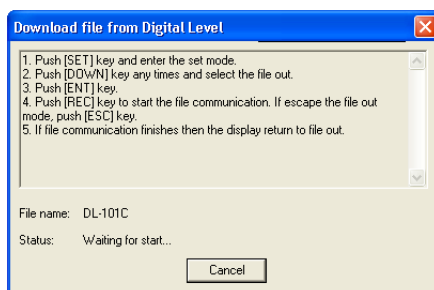 Download file from Digital Level
1. Push [SET] key and enter the set mode.
2. Push [DOWN] key any times and select the file out.
3. Push [ENT] key.
4. Push [REC] key to start the file communication. If escape the file out
mode, push [ESC] key.
5. If file communication finishes then the display return to file out.
File name: DL-101C
Status: Waiting for start...
Cancel